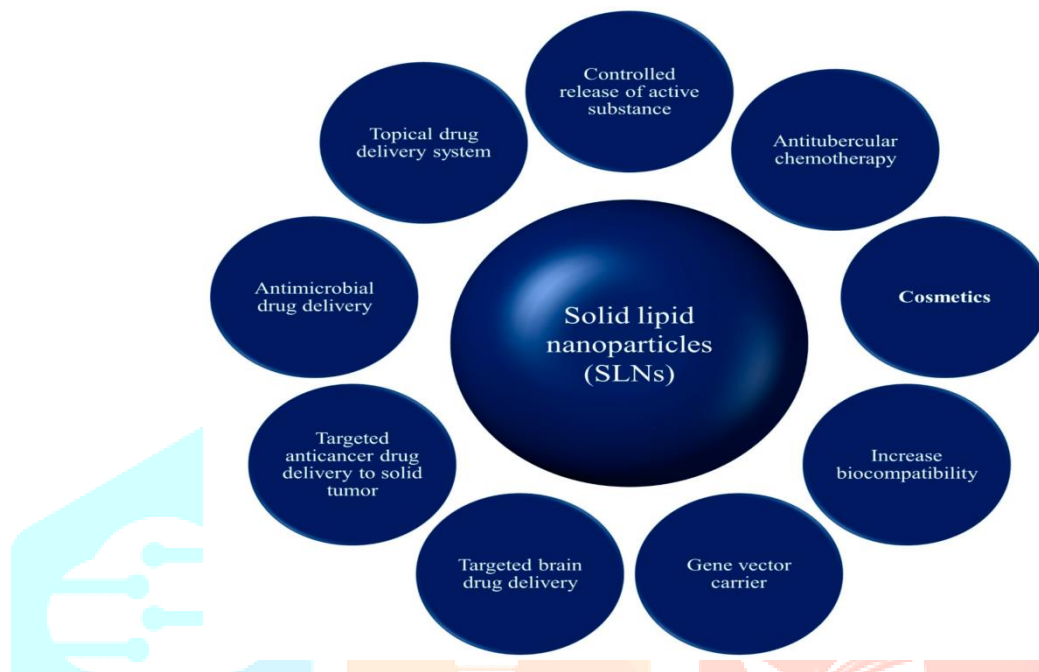 Controlled
release of active
substance
Antitubercular
chemotherapy
Cosmetics
Increase
biocompatibility
Gene vector
carrier
Targeted brain
drug delivery
Targeted
anticancer drug
delivery to solid
tumor
Antimicrobial
drug delivery
Topical drug
delivery system
Solid lipid
nanoparticles
(SLNs)